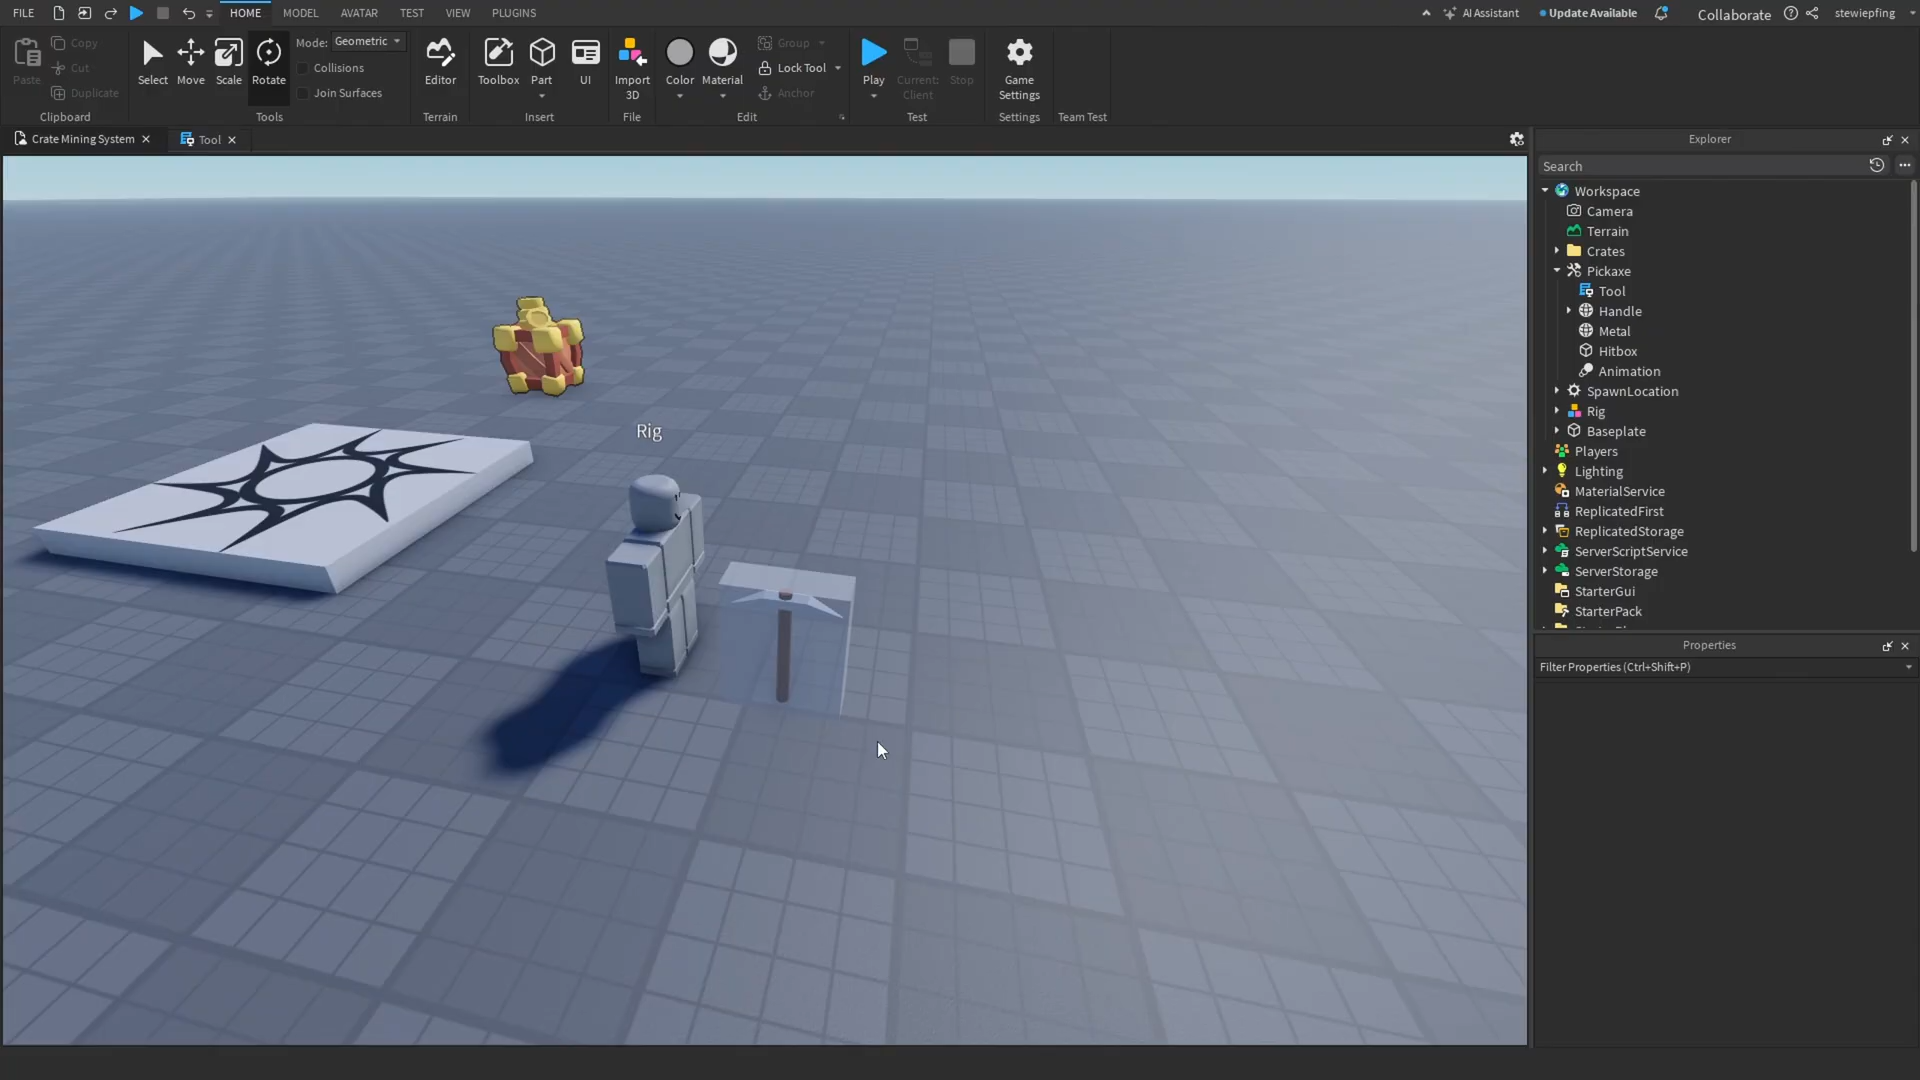 FILE HOME MODEL AVATAR TEST VIEW PLUGINS AI Assistant Update Available Collaborate stewiepfing
Paste Copy Cut Duplicate
Select Move Scale Rotate
Mode: Geometric
Collisions
Join Surfaces
Editor
Toolbox Part UI
Import 3D
Color Material
Group
Lock Tool
Anchor
Play Current: Client Stop
Game Settings
Clipboard Tools Terrain Insert File Edit Test Settings Team Test
Crate Mining System Tool
Rig
Explorer
Search
Workspace
Camera
Terrain
Crates
Pickaxe
Tool
Handle
Metal
Hitbox
Animation
SpawnLocation
Rig
Baseplate
Players
Lighting
MaterialService
ReplicatedFirst
ReplicatedStorage
ServerScriptService
ServerStorage
StarterGui
StarterPack
Properties
Filter Properties (Ctrl+Shift+P)